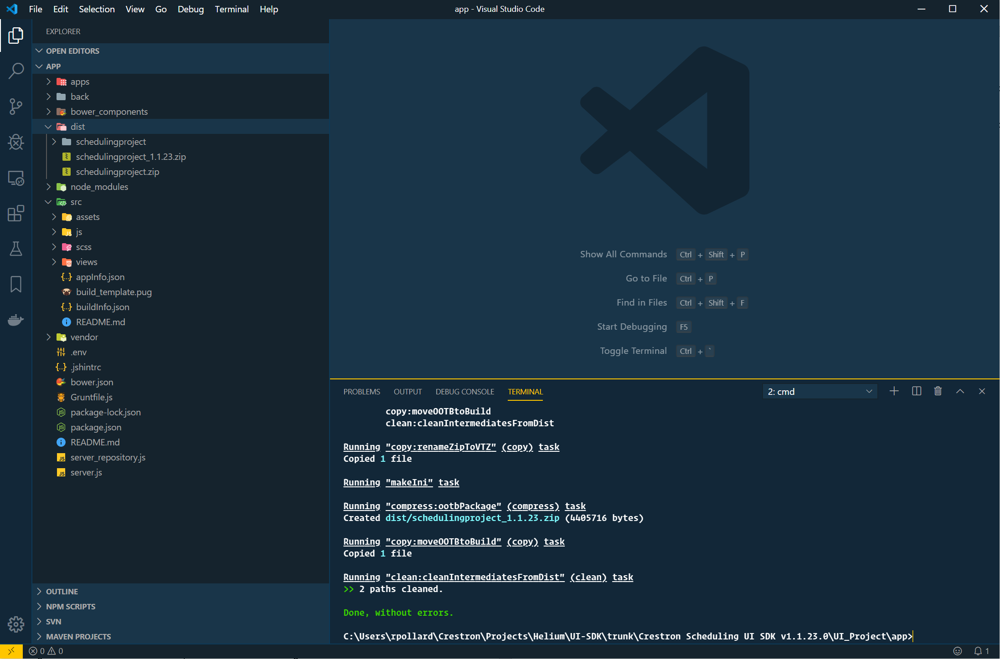 File Edit Selection View Go Debug Terminal Help
app - Visual Studio Code
EXPLORER
OPEN EDITORS
APP
apps
back
bower_components
dist
schedulingproject
schedulingproject_1.1.23.zip
schedulingproject.zip
node_modules
src
assets
js
scss
views
appInfo.json
build_template.pug
buildInfo.json
README.md
vendor
.env
.jshintrc
bower.json
Gruntfile.js
package-lock.json
package.json
README.md
server_repository.js
server.js
OUTLINE
NPM SCRIPTS
SVN
MAVEN PROJECTS
Show All Commands Ctrl + Shift + P
Go to File Ctrl + P
Find in Files Ctrl + Shift + F
Start Debugging F5
Toggle Terminal Ctrl + `
PROBLEMS OUTPUT DEBUG CONSOLE TERMINAL 2: cmd
copy:moveOOTBtoBuild
clean:cleanIntermediatesFromDist
Running "copy:renameZipToVTZ" (copy) task
Copied 1 file
Running "makeIni" task
Running "compress:ootbPackage" (compress) task
Created dist/schedulingproject_1.1.23.zip (4405716 bytes)
Running "copy:moveOOTBtoBuild" (copy) task
Copied 1 file
Running "clean:cleanIntermediatesFromDist" (clean) task
>> 2 paths cleaned.
Done, without errors.
C:\Users\rpollard\Crestron\Projects\Helium\UI-SDK\trunk\Crestron Scheduling UI SDK v1.1.23.0\UI_Project\app>
0 0 1